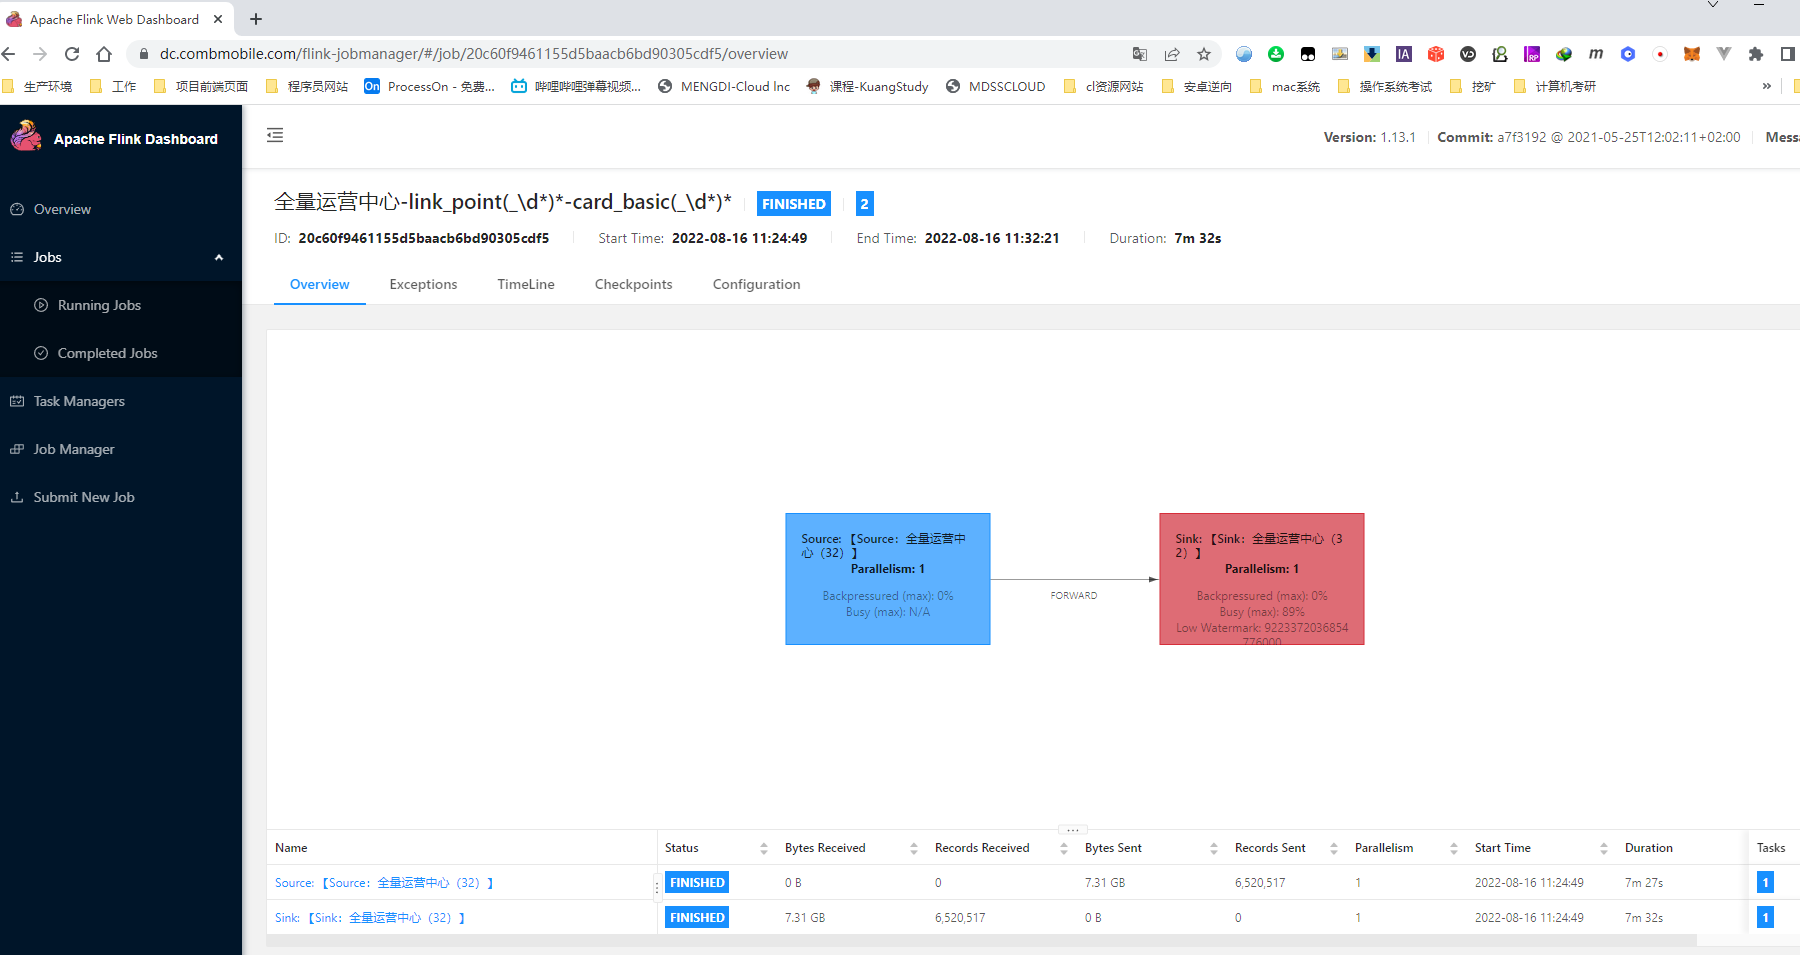 Apache Flink Web Dashboard
dc.combmobile.com/flink-jobmanager/#/job/20c60f9461155d5baacb6bd90305cdf5/overview
生产环境 工作 项目前端页面 程序员网站 On ProcessOn - 免费... 哔哩哔哩弹幕视频... MENGDI-Cloud Inc 课程-KuangStudy MDSSCLOUD cl资源网站 安卓逆向 mac系统 操作系统考试 挖矿 计算机考研
Apache Flink Dashboard
Version: 1.13.1 Commit: a7f3192 @ 2021-05-25T12:02:11+02:00 Mess
Overview
Jobs
Running Jobs
Completed Jobs
Task Managers
Job Manager
Submit New Job
全量运营中心-link_point(_\d*)*-card_basic(_\d*)* FINISHED 2
ID: 20c60f9461155d5baacb6bd90305cdf5 Start Time: 2022-08-16 11:24:49 End Time: 2022-08-16 11:32:21 Duration: 7m 32s
Overview Exceptions TimeLine Checkpoints Configuration
Source: 【Source：全量运营中
心（32）】
Parallelism: 1
Backpressured (max): 0%
Busy (max): N/A
FORWARD
Sink: 【Sink：全量运营中心（3
2）】
Parallelism: 1
Backpressured (max): 0%
Busy (max): 89%
Low Watermark: 9223372036854
776000
Name Status Bytes Received Records Received Bytes Sent Records Sent Parallelism Start Time Duration Tasks
Source: 【Source：全量运营中心（32）】 FINISHED 0 B 0 7.31 GB 6,520,517 1 2022-08-16 11:24:49 7m 27s 1
Sink: 【Sink：全量运营中心（32）】 FINISHED 7.31 GB 6,520,517 0 B 0 1 2022-08-16 11:24:49 7m 32s 1